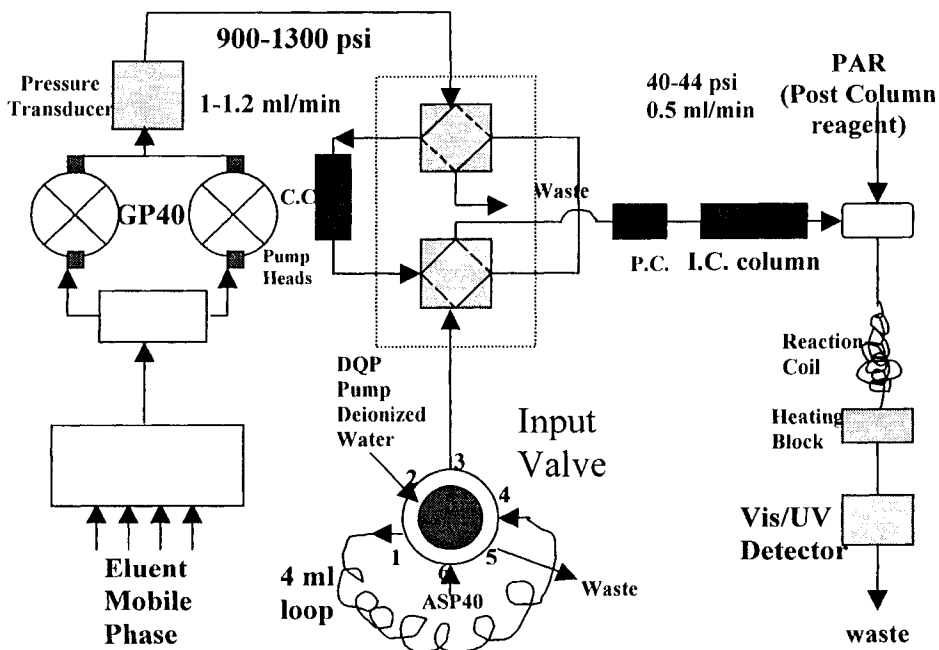 900-1300 psi
Pressure
Transducer
1-1.2 ml/min
40-44 psi
0.5 ml/min
PAR
(Post Column
reagent)
GP40
C.C.
Waste
Pump
Heads
P.C.
I.C. column
DQP
Pump
Deionized
Water
Input
Valve
Reaction
Coil
Heating
Block
2
3
4
1
6
5
Vis/UV
Detector
Eluent
Mobile
Phase
4 ml
loop
ASP40
Waste
waste